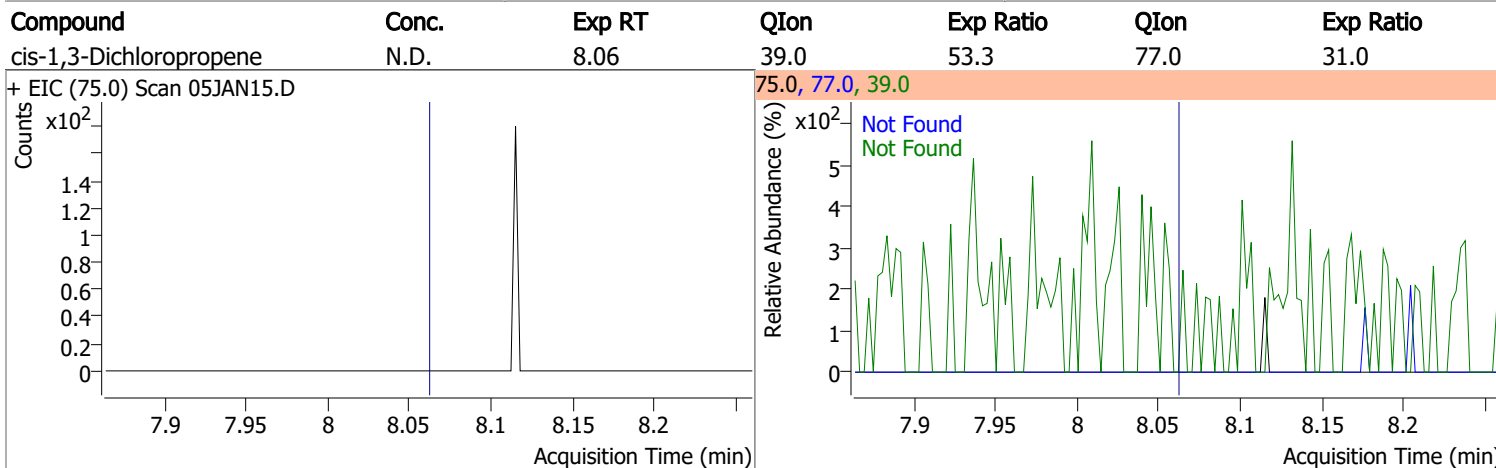 Compound Conc. Exp RT QIon Exp Ratio QIon Exp Ratio
cis-1,3-Dichloropropene N.D. 8.06 39.0 53.3 77.0 31.0
+ EIC (75.0) Scan 05JAN15.D
Counts
x10²
1.4
1.2
1
0.8
0.6
0.4
0.2
0
7.9 7.95 8 8.05 8.1 8.15 8.2
Acquisition Time (min)
75.0, 77.0, 39.0
Relative Abundance (%)
x10²
Not Found
Not Found
5
4
3
2
1
0
7.9 7.95 8 8.05 8.1 8.15 8.2
Acquisition Time (min)